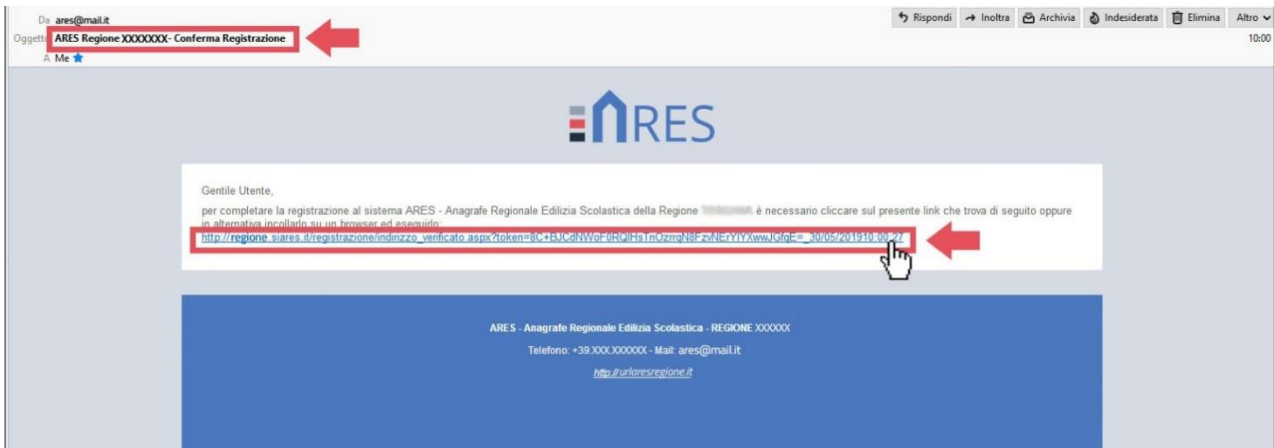 Da ares@mail.it
Rispondi Inoltra Archivia Indesiderata Elimina Altro
Oggetto ARES Regione XXXXXXX- Conferma Registrazione
10:00
A Me
ARES
Gentile Utente,
per completare la registrazione al sistema ARES - Anagrafe Regionale Edilizia Scolastica della Regione è necessario cliccare sul presente link che trova di seguito oppure
in alternativa incollarlo su un browser ed eseguirlo:
ARES - Anagrafe Regionale Edilizia Scolastica - REGIONE XXXXXX
Telefono: +39.XXX.XXXXXX - Mail: ares@mail.it
http://urlaresregione.it